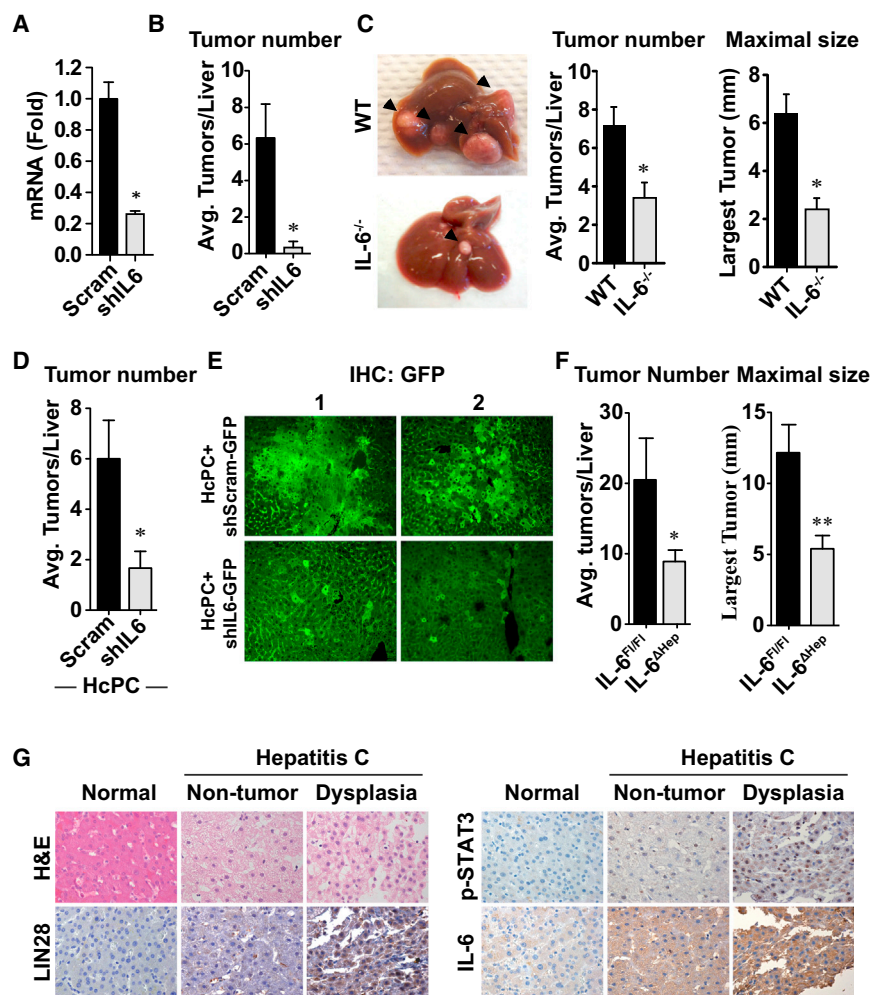 A
mRNA (Fold)
1.2
1.0
0.8
0.6
0.4
0.2
0.0
*
Scram
shIL6
B
Tumor number
Avg. Tumors/Liver
10
8
6
4
2
0
*
Scram
shIL6
C
WT
IL-6-/-
Tumor number
Avg. Tumors/Liver
10
8
6
4
2
0
*
WT
IL-6-/-
Maximal size
Largest Tumor (mm)
8
6
4
2
0
*
WT
IL-6-/-
D
Tumor number
Avg. Tumors/Liver
8
6
4
2
0
*
Scram
shIL6
HcPC
E
IHC: GFP
1
2
HcPC+
shScram-GFP
HcPC+
shIL6-GFP
F
Tumor Number
Avg. tumors/Liver
30
20
10
0
*
IL-6Fl/Fl
IL-6ΔHep
Maximal size
Largest Tumor (mm)
15
12
5
0
**
IL-6Fl/Fl
IL-6ΔHep
G
Hepatitis C
Normal
Non-tumor
Dysplasia
H&E
LIN28
Hepatitis C
Normal
Non-tumor
Dysplasia
p-STAT3
IL-6